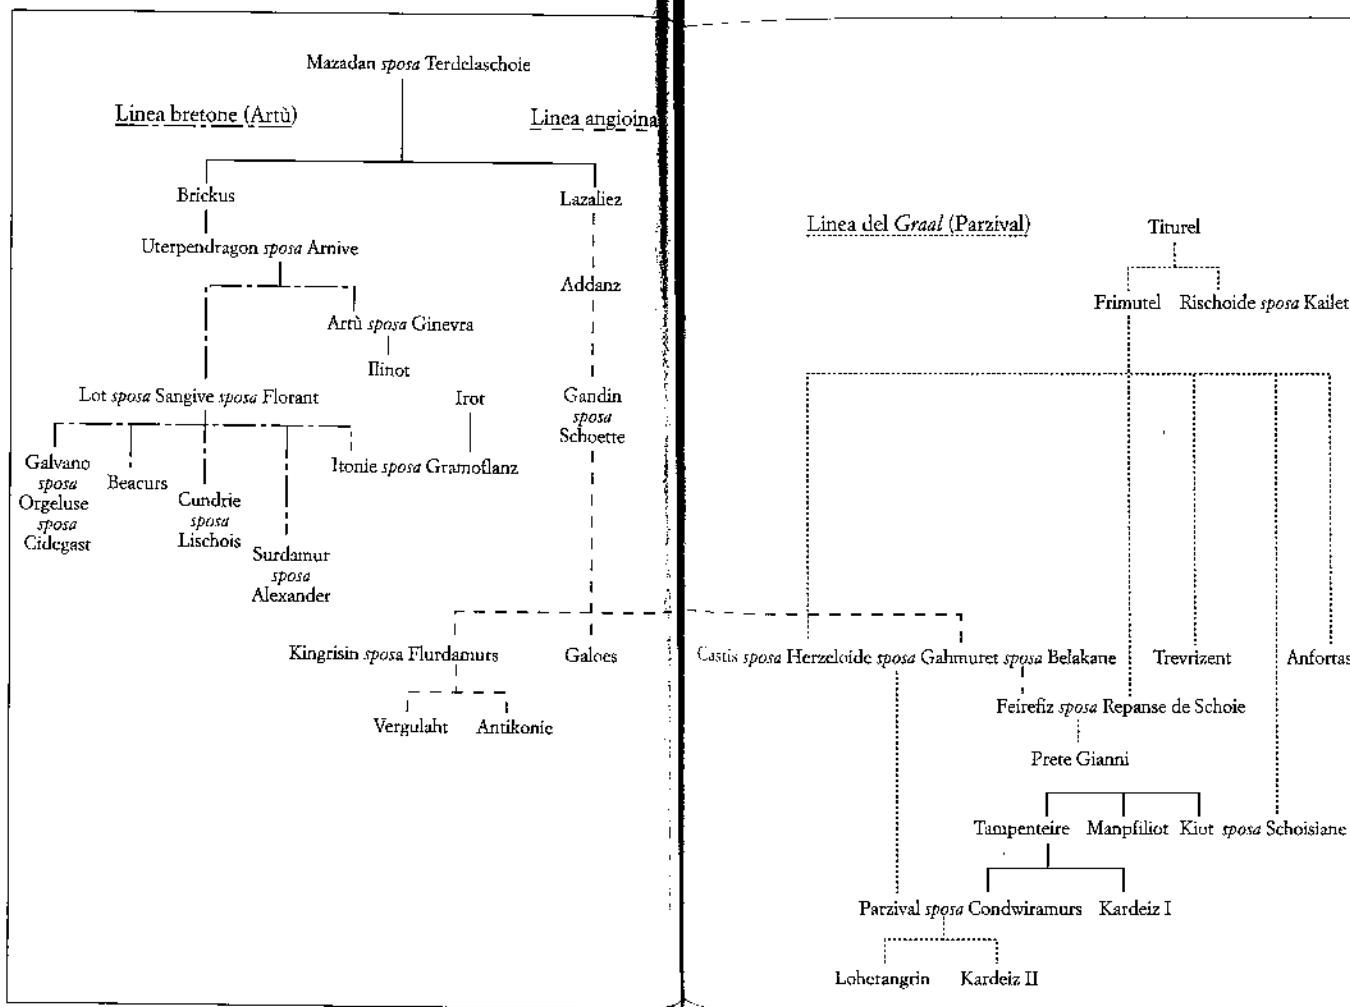 Mazadan sposa Terdelaschoie
Linea bretone (Artù)
Linea angioina
Brickus
Lazaliez
Uterpendragon sposa Arnive
Addanz
Artù sposa Ginevra
Ilinot
Lot sposa Sangive sposa Florant
Irot
Gandin
sposa
Schoette
Galvano
sposa
Orgeluse
sposa
Cidegast
Beacurs
Cundrie
sposa
Lischois
Itonie sposa Gramoflanz
Surdamur
sposa
Alexander
Kingrisin sposa Flurdamurs
Galoes
Vergulaht
Antikonie
Linea del Graal (Parzival)
Titurel
Frimutel
Rischoide sposa Kailet
Castis sposa Herzeloide sposa Gahmuret sposa Belakane
Trevrizent
Anfortas
Feirefiz sposa Repanse de Schoie
Prete Gianni
Tampenteire
Manpfiliot
Kiot sposa Schoisiane
Parzival sposa Condwiramurs
Kardeiz I
Loherangrin
Kardeiz II